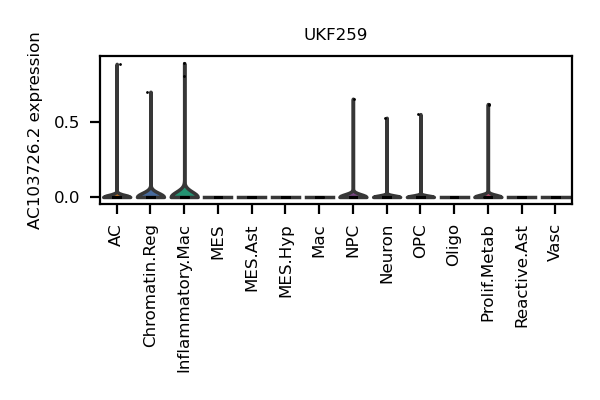 UKF259
AC103726.2 expression
0.5
0.0
AC
Chromatin.Reg
Inflammatory.Mac
MES
MES.Ast
MES.Hyp
Mac
NPC
Neuron
OPC
Oligo
Prolif.Metab
Reactive.Ast
Vasc